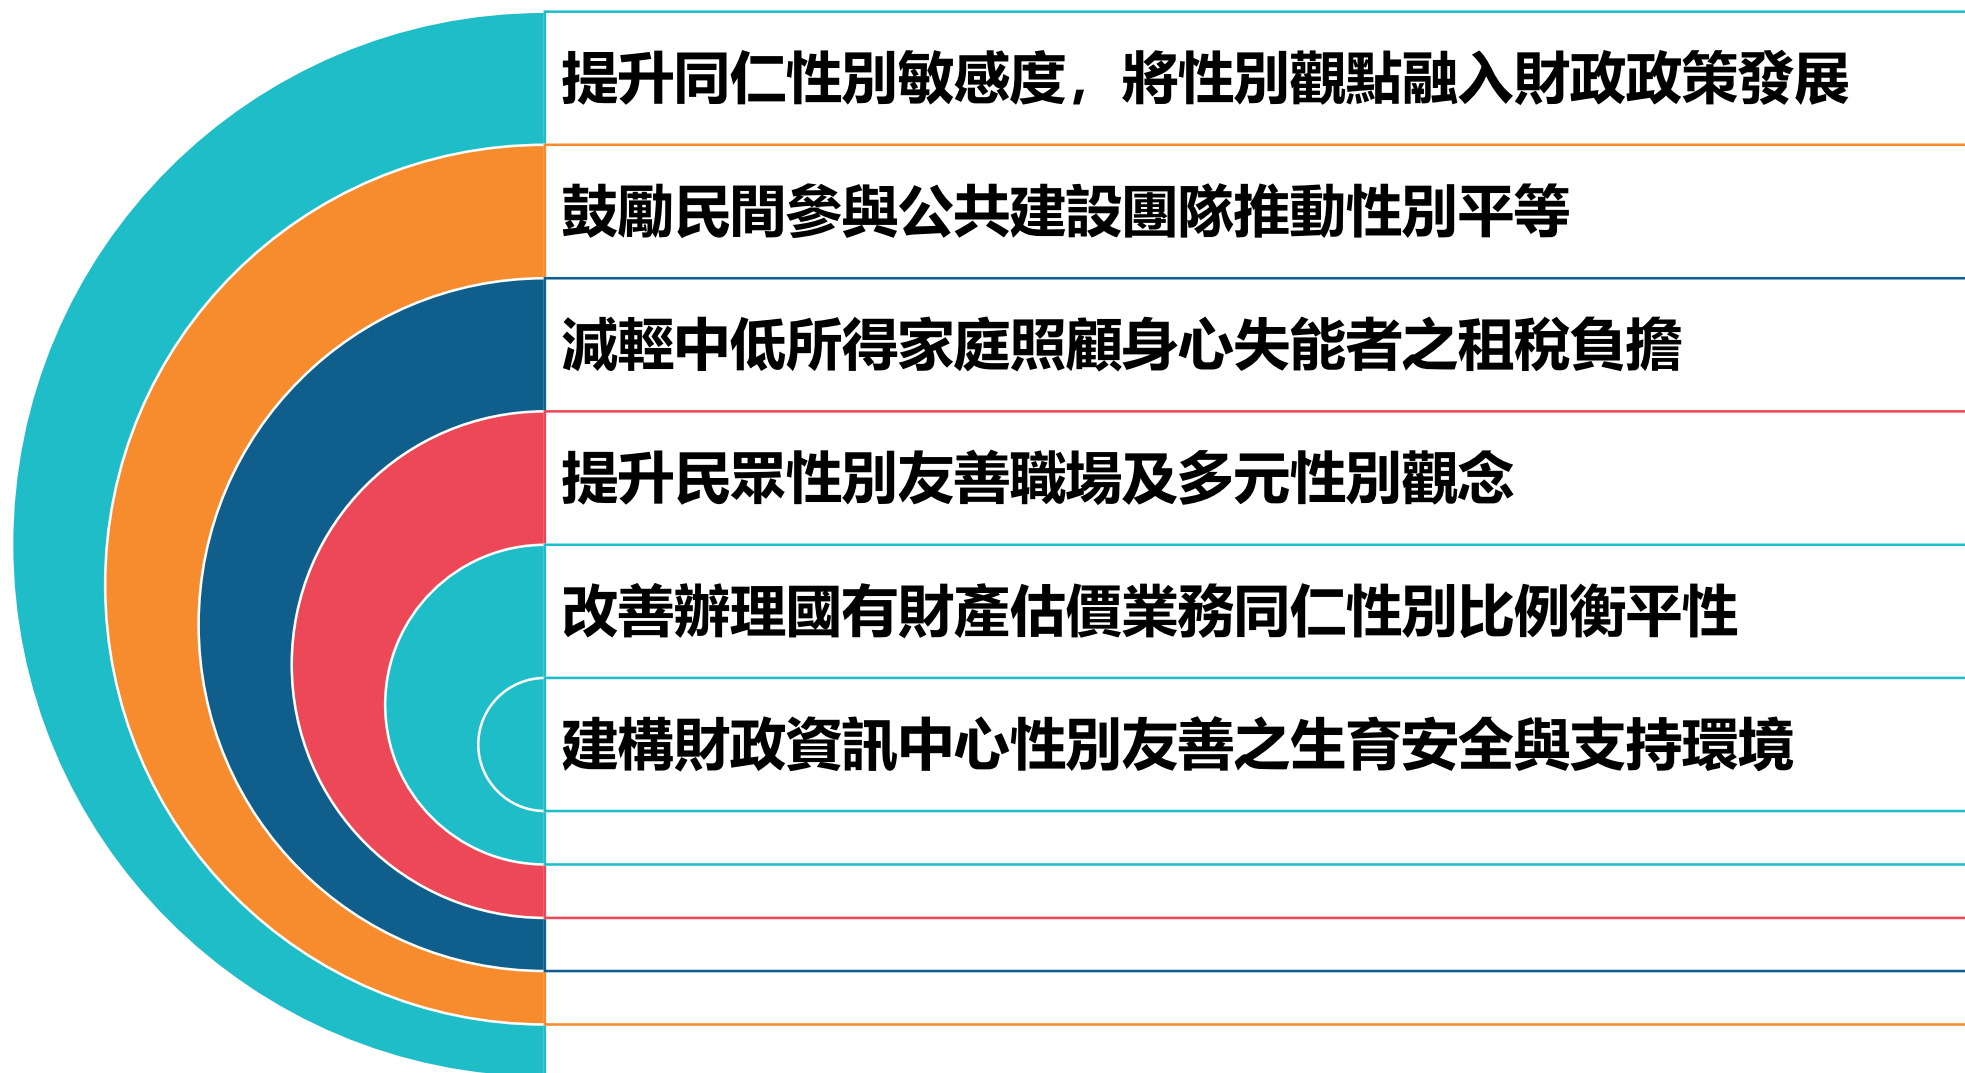 提升同仁性別敏感度，將性別觀點融入財政政策發展
鼓勵民間參與公共建設團隊推動性別平等
減輕中低所得家庭照顧身心失能者之租稅負擔
提升民眾性別友善職場及多元性別觀念
改善辦理國有財產估價業務同仁性別比例衡平性
建構財政資訊中心性別友善之生育安全與支持環境